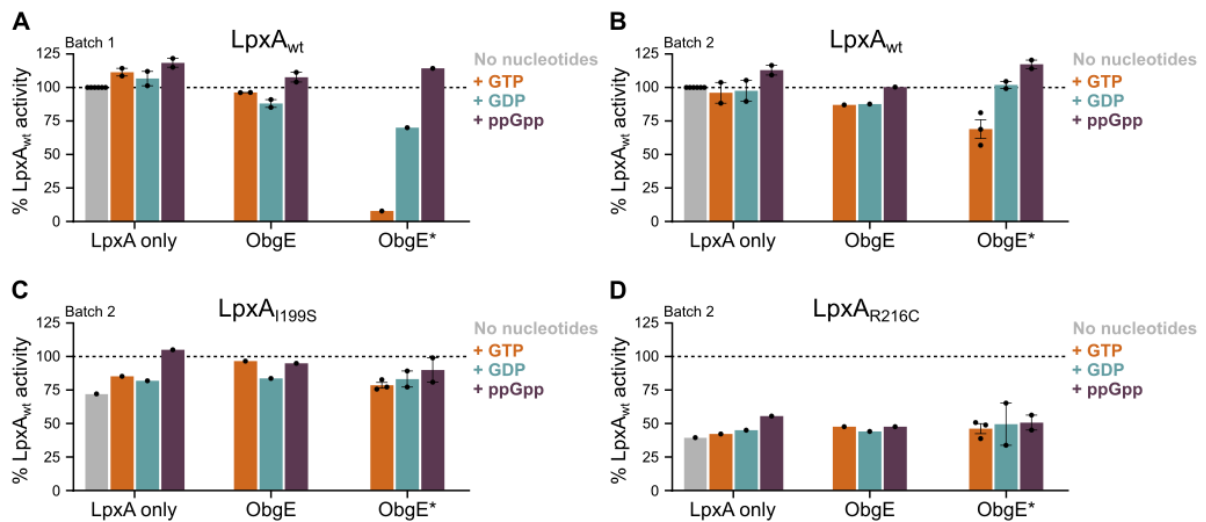 A
Batch 1
LpxAwt
% LpxAwt activity
125
100
75
50
25
0
LpxA only
ObgE
ObgE*
No nucleotides
+ GTP
+ GDP
+ ppGpp
B
Batch 2
LpxAwt
% LpxAwt activity
125
100
75
50
25
0
LpxA only
ObgE
ObgE*
No nucleotides
+ GTP
+ GDP
+ ppGpp
C
Batch 2
LpxAI199S
% LpxAwt activity
125
100
75
50
25
0
LpxA only
ObgE
ObgE*
No nucleotides
+ GTP
+ GDP
+ ppGpp
D
Batch 2
LpxAR216C
% LpxAwt activity
125
100
75
50
25
0
LpxA only
ObgE
ObgE*
No nucleotides
+ GTP
+ GDP
+ ppGpp